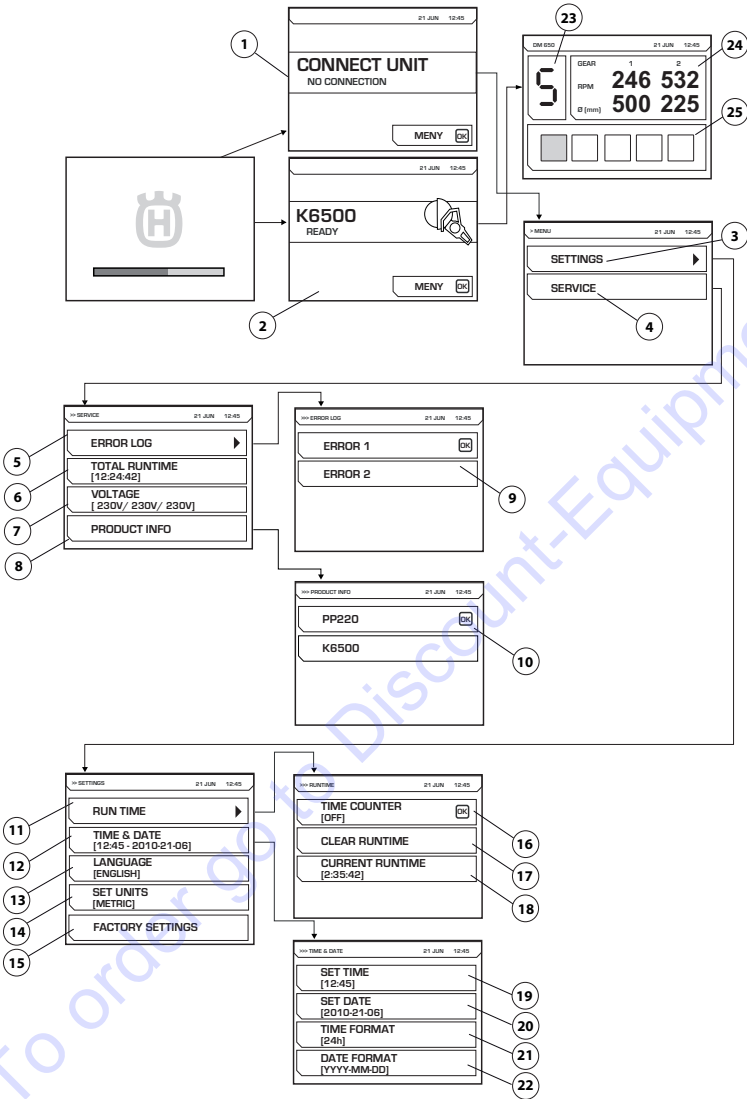 21 JUN 12:45
CONNECT UNIT
NO CONNECTION
MENY OK
1
H
21 JUN 12:45
K6500
READY
MENY OK
2
23
DM 650 21 JUN 12:45
5
GEAR 1 2
RPM 246 532
Ø [mm] 500 225
24
25
> MENU 21 JUN 12:45
SETTINGS
SERVICE
3
4
>> SERVICE 21 JUN 12:45
ERROR LOG
TOTAL RUNTIME
[12:24:42]
VOLTAGE
[ 230V/ 230V/ 230V]
PRODUCT INFO
5
6
7
8
>>> ERROR LOG 21 JUN 12:45
ERROR 1 OK
ERROR 2
9
>>> PRODUCT INFO 21 JUN 12:45
PP220 OK
K6500
10
>> SETTINGS 21 JUN 12:45
RUN TIME
TIME & DATE
[12:45 - 2010-21-06]
LANGUAGE
[ENGLISH]
SET UNITS
[METRIC]
FACTORY SETTINGS
11
12
13
14
15
>>> RUNTIME 21 JUN 12:45
TIME COUNTER
[OFF] OK
CLEAR RUNTIME
CURRENT RUNTIME
[2:35:42]
16
17
18
>>> TIME & DATE 21 JUN 12:45
SET TIME
[12:45]
SET DATE
[2010-21-06]
TIME FORMAT
[24h]
DATE FORMAT
[YYYY-MM-DD]
19
20
21
22
To order go to Discount-Equipme